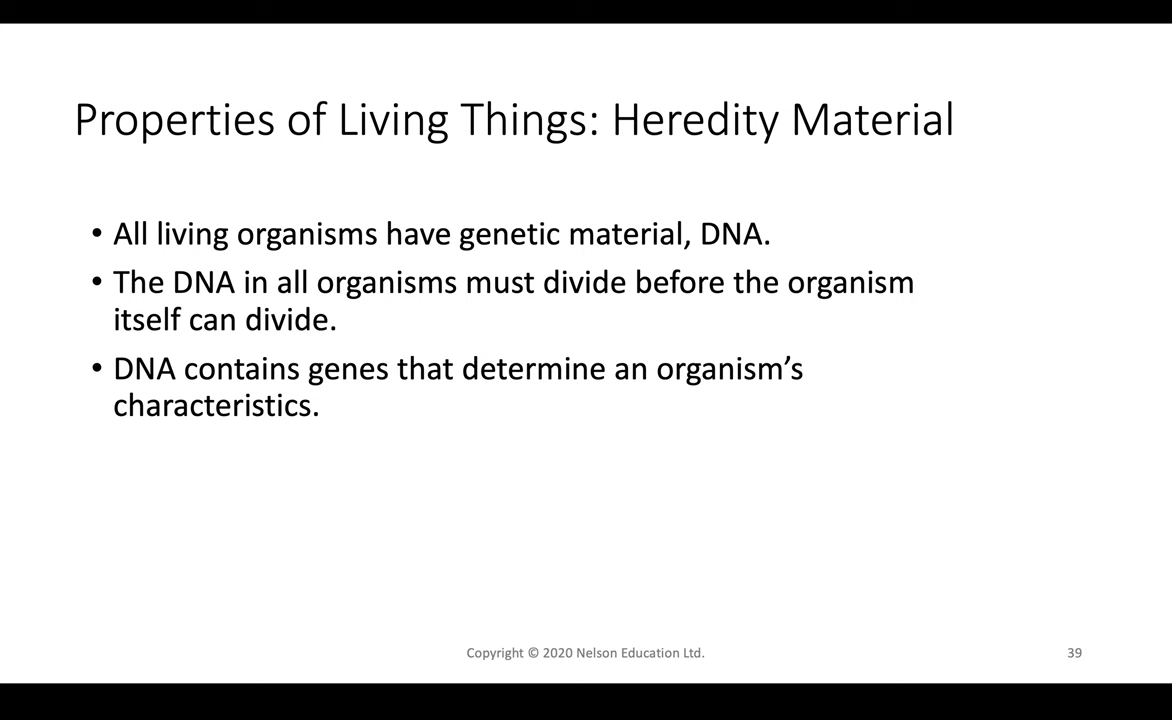 Properties of Living Things: Heredity Material
• All living organisms have genetic material, DNA.
• The DNA in all organisms must divide before the organism
itself can divide.
• DNA contains genes that determine an organism’s
characteristics.
Copyright © 2020 Nelson Education Ltd.
39